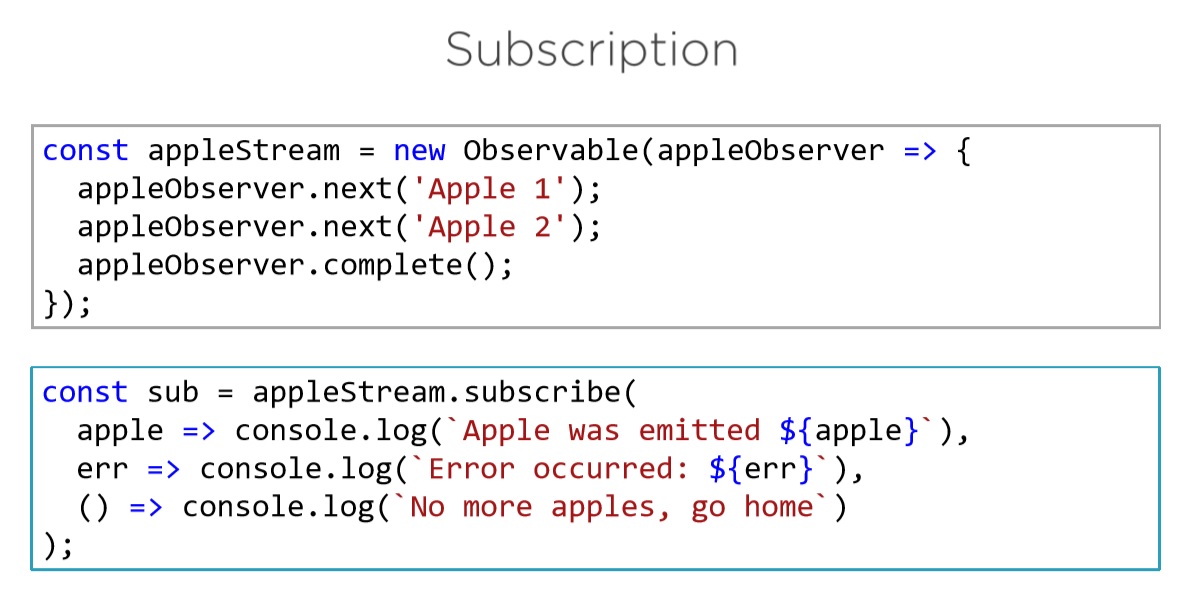 Subscription
const appleStream = new Observable(appleObserver => {
  appleObserver.next('Apple 1');
  appleObserver.next('Apple 2');
  appleObserver.complete();
});
const sub = appleStream.subscribe(
  apple => console.log(`Apple was emitted ${apple}`),
  err => console.log(`Error occurred: ${err}`),
  () => console.log(`No more apples, go home`)
);